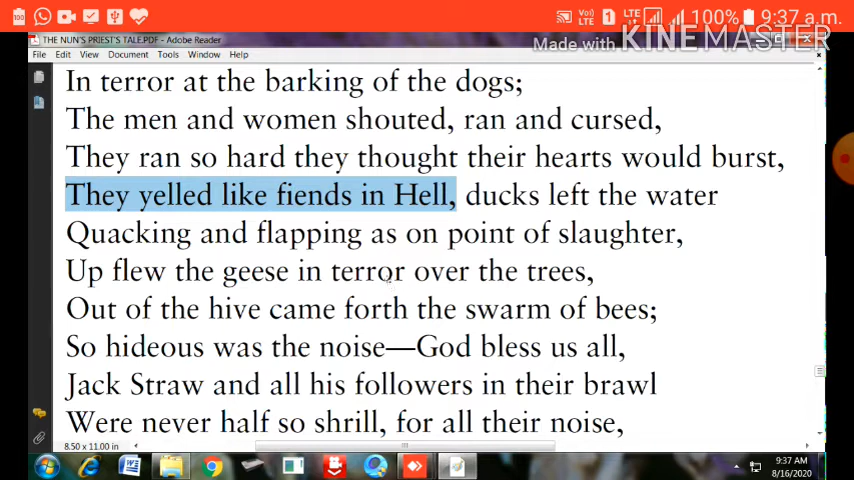 100 Vo) LTE 1 LTE 100% 9:37 a.m.
THE NUN'S PRIEST'S TALE.PDF - Adobe Reader
Made with KINEMASTER
File Edit View Document Tools Window Help
In terror at the barking of the dogs;
The men and women shouted, ran and cursed,
They ran so hard they thought their hearts would burst,
They yelled like fiends in Hell, ducks left the water
Quacking and flapping as on point of slaughter,
Up flew the geese in terror over the trees,
Out of the hive came forth the swarm of bees;
So hideous was the noise—God bless us all,
Jack Straw and all his followers in their brawl
Were never half so shrill, for all their noise,
8.50 x 11.00 in
9:37 AM
8/16/2020